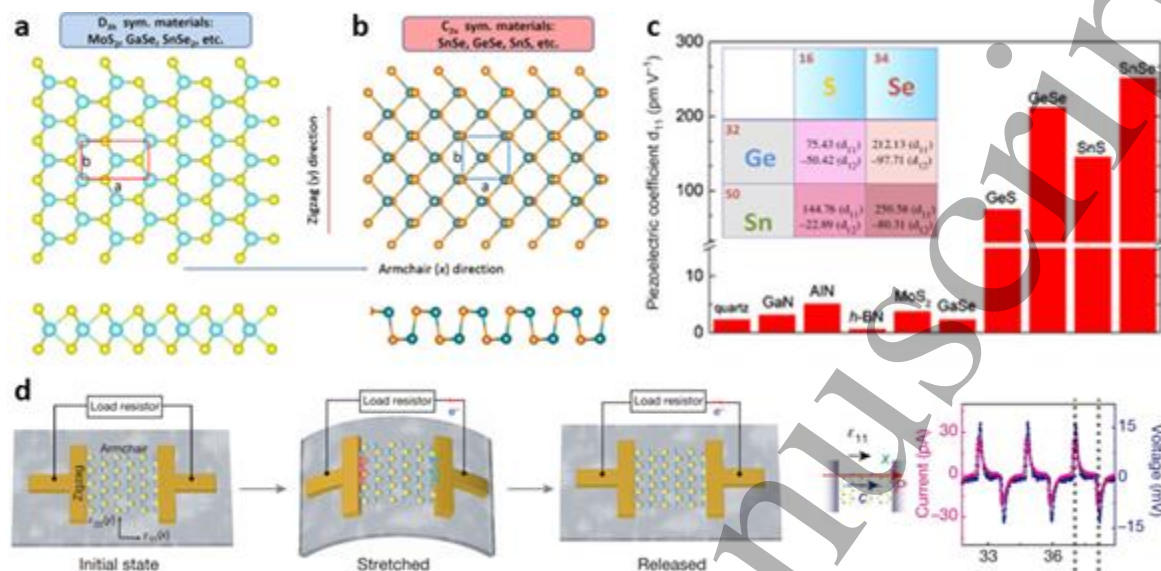 a
D₃ₕ sym. materials:
MoS₂, GaSe, SnSe₂, etc.
b
a
b
C₂ᵥ sym. materials:
SnSe, GeSe, SnS, etc.
b
a
Zigzag (y) direction
Armchair (x) direction
c
Piezoelectric coefficient d₁₁ (pm V⁻¹)
300
200
100
10
5
0
16
S
34
Se
32
Ge
75.43 (d₁₁)
−50.42 (d₁₂)
212.13 (d₁₁)
−97.71 (d₁₂)
50
Sn
144.76 (d₁₁)
−22.89 (d₁₂)
250.58 (d₁₁)
−80.31 (d₁₂)
quartz
GaN
AlN
h-BN
MoS₂
GaSe
GeS
GeSe
SnS
SnSe
d
Load resistor
Armchair
Zigzag
Initial state
Load resistor
e⁻
Stretched
Load resistor
e⁻
Released
ε₁₁
x
c
Current (pA)
30
0
−30
33
36
15
0
−15
Voltage (mV)
nuscrip